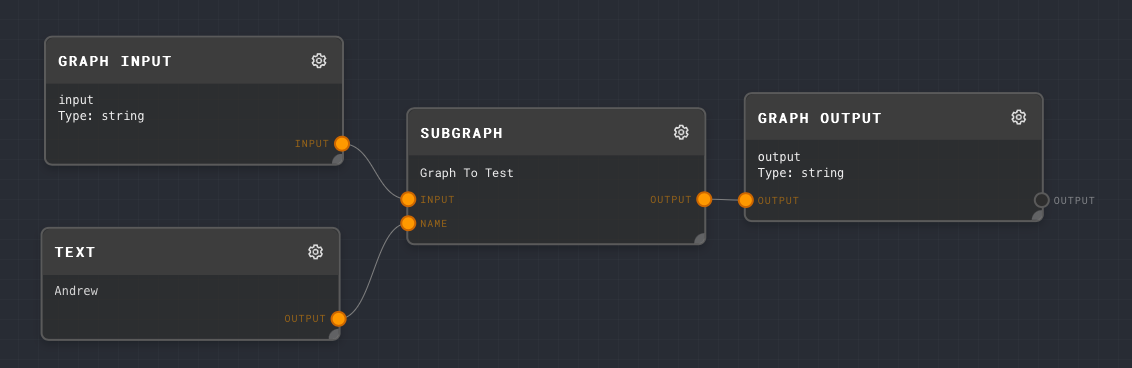 GRAPH INPUT
input
Type: string
INPUT
TEXT
Andrew
OUTPUT
SUBGRAPH
Graph To Test
INPUT OUTPUT
NAME
GRAPH OUTPUT
output
Type: string
OUTPUT OUTPUT